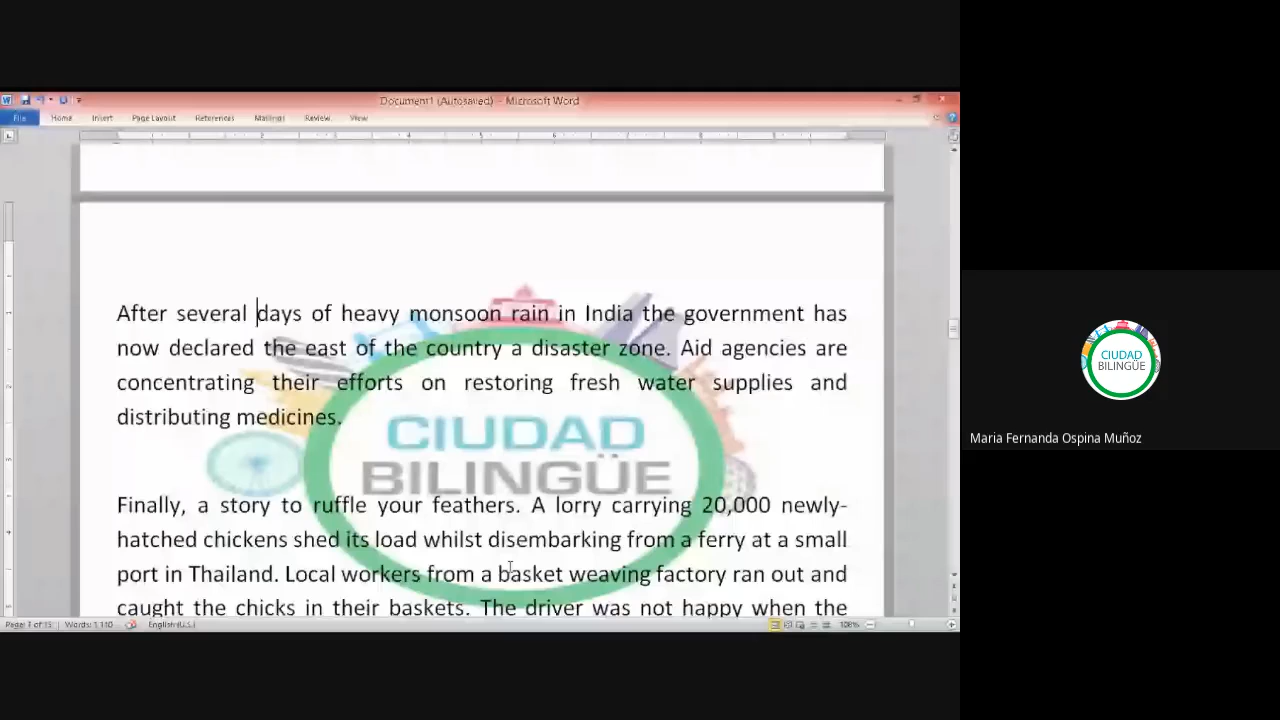 Document1 (Autosaved) - Microsoft Word
File Home Insert Page Layout References Mailings Review View
After several days of heavy monsoon rain in India the government has
now declared the east of the country a disaster zone. Aid agencies are
concentrating their efforts on restoring fresh water supplies and
distributing medicines.
CIUDAD
BILINGÜE
Finally, a story to ruffle your feathers. A lorry carrying 20,000 newly-
hatched chickens shed its load whilst disembarking from a ferry at a small
port in Thailand. Local workers from a basket weaving factory ran out and
caught the chicks in their baskets. The driver was not happy when the
Words: 1,110 English (U.S.) 108%
CIUDAD
BILINGÜE
Maria Fernanda Ospina Muñoz